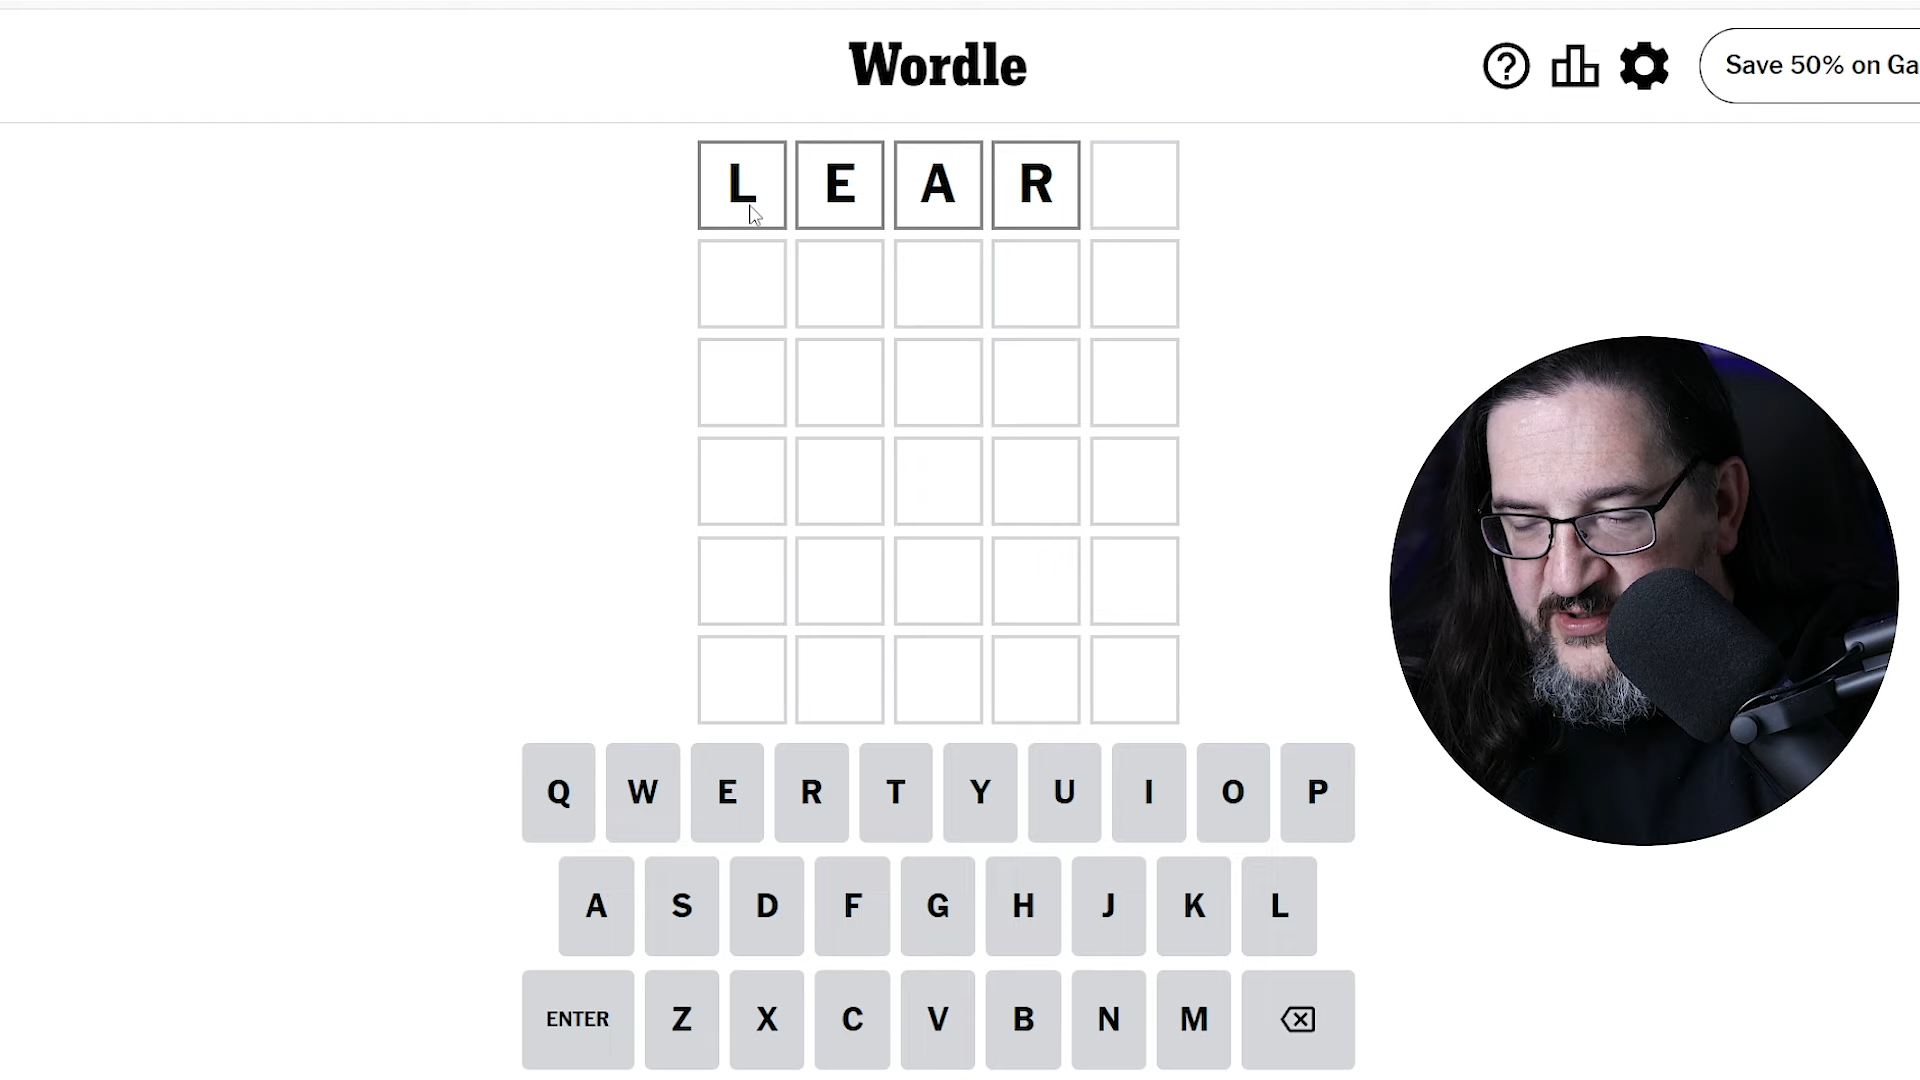 Wordle
Save 50% on Ga
L E A R
Q W E R T Y U I O P
A S D F G H J K L
ENTER Z X C V B N M